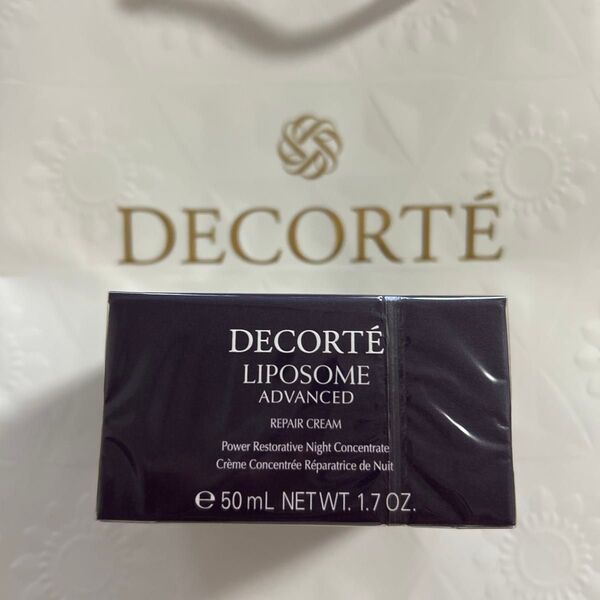 DECORTÉ
DECORTÉ
LIPOSOME
ADVANCED
REPAIR CREAM
Power Restorative Night Concentrate
Crème Concentrée Réparatrice de Nuit
℮ 50 mL NET WT. 1.7 OZ.